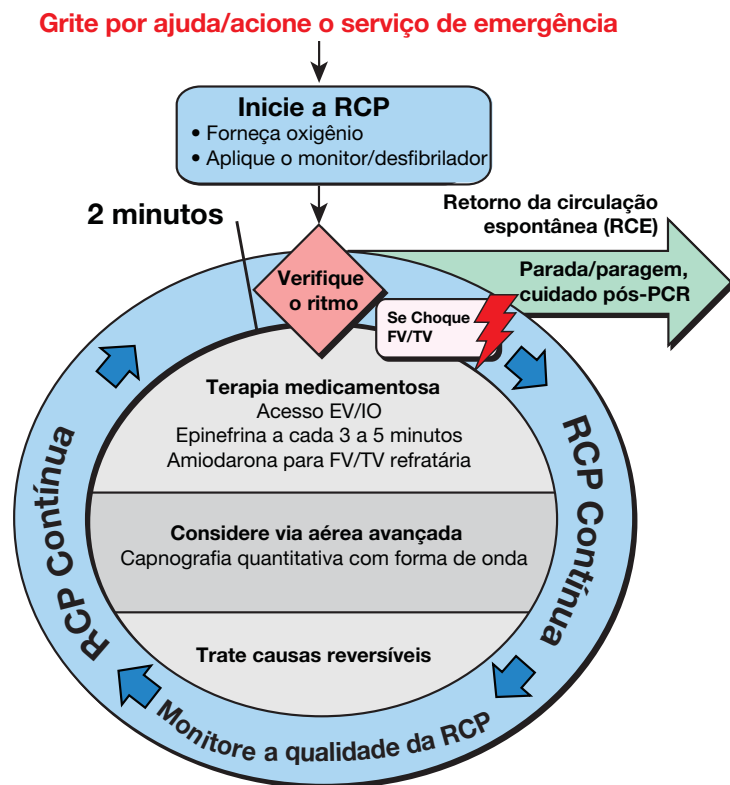 Grite por ajuda/acione o serviço de emergência
Inicie a RCP
• Forneça oxigênio
• Aplique o monitor/desfibrilador
2 minutos
Retorno da circulação
espontânea (RCE)
Verifique
o ritmo
Parada/paragem,
cuidado pós-PCR
Se Choque
FV/TV
Terapia medicamentosa
Acesso EV/IO
Epinefrina a cada 3 a 5 minutos
Amiodarona para FV/TV refratária
RCP Contínua
RCP Contínua
Considere via aérea avançada
Capnografia quantitativa com forma de onda
Trate causas reversíveis
Monitore a qualidade da RCP